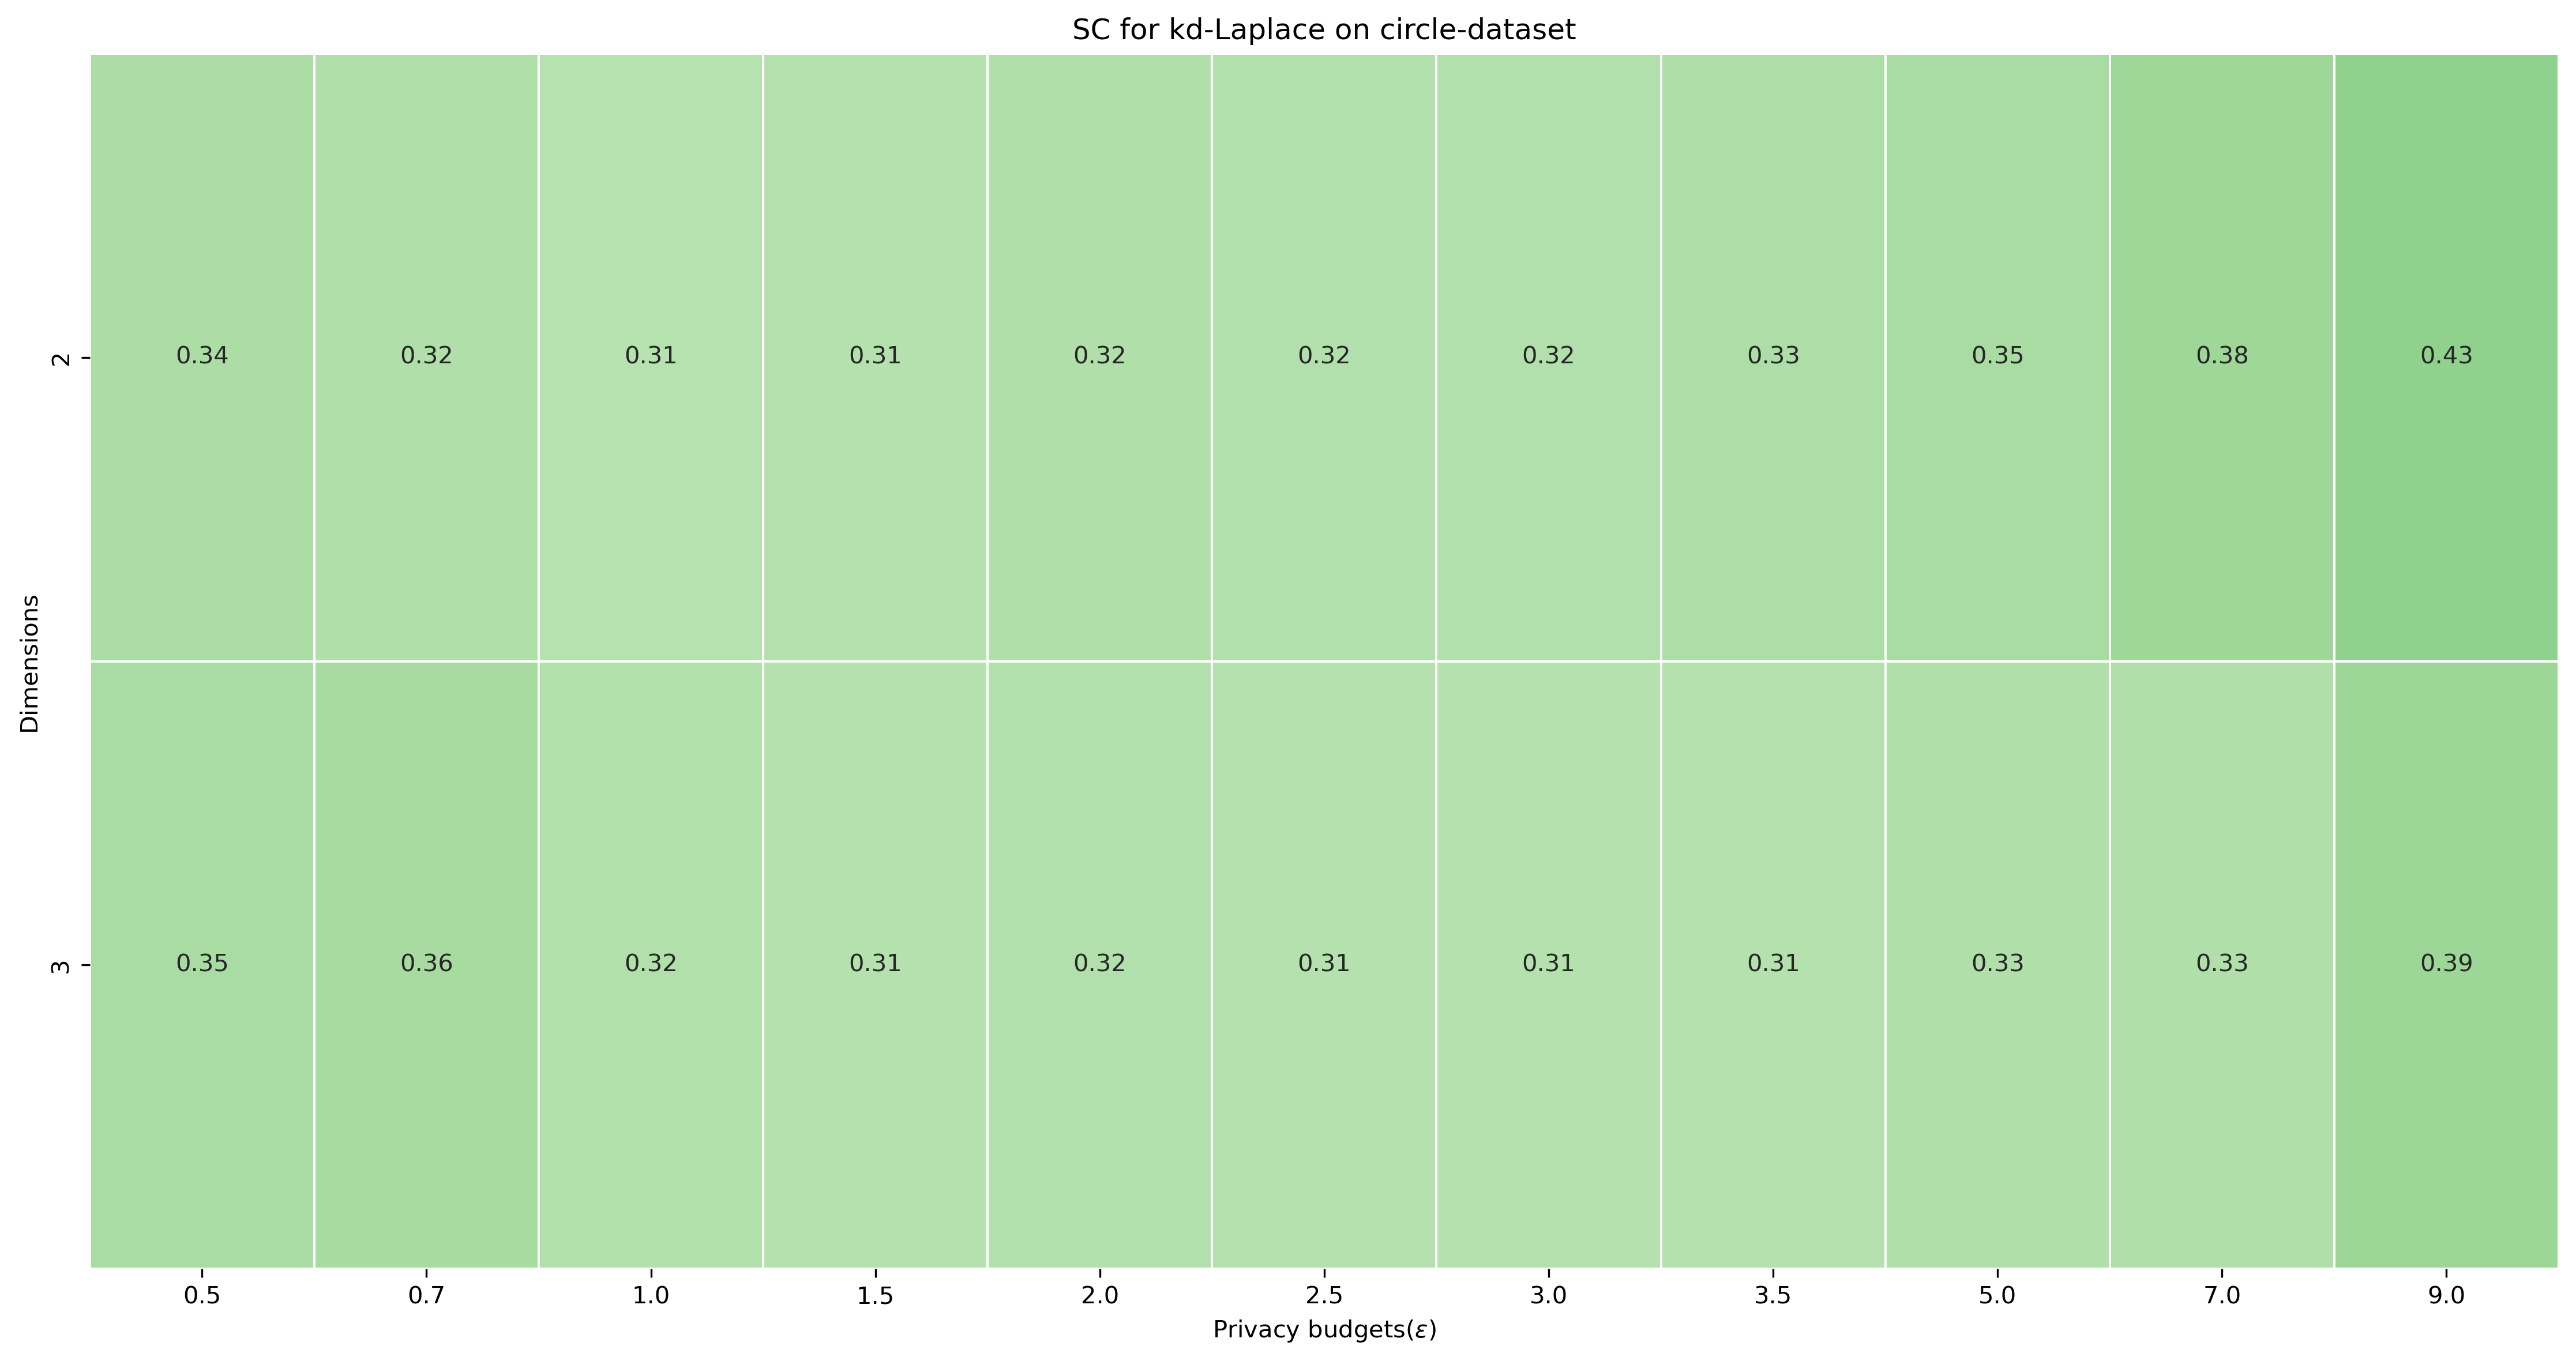 SC for kd-Laplace on circle-dataset
Dimensions
2
0.34 0.32 0.31 0.31 0.32 0.32 0.32 0.33 0.35 0.38 0.43
3
0.35 0.36 0.32 0.31 0.32 0.31 0.31 0.31 0.33 0.33 0.39
0.5 0.7 1.0 1.5 2.0 2.5 3.0 3.5 5.0 7.0 9.0
Privacy budgets(ε)